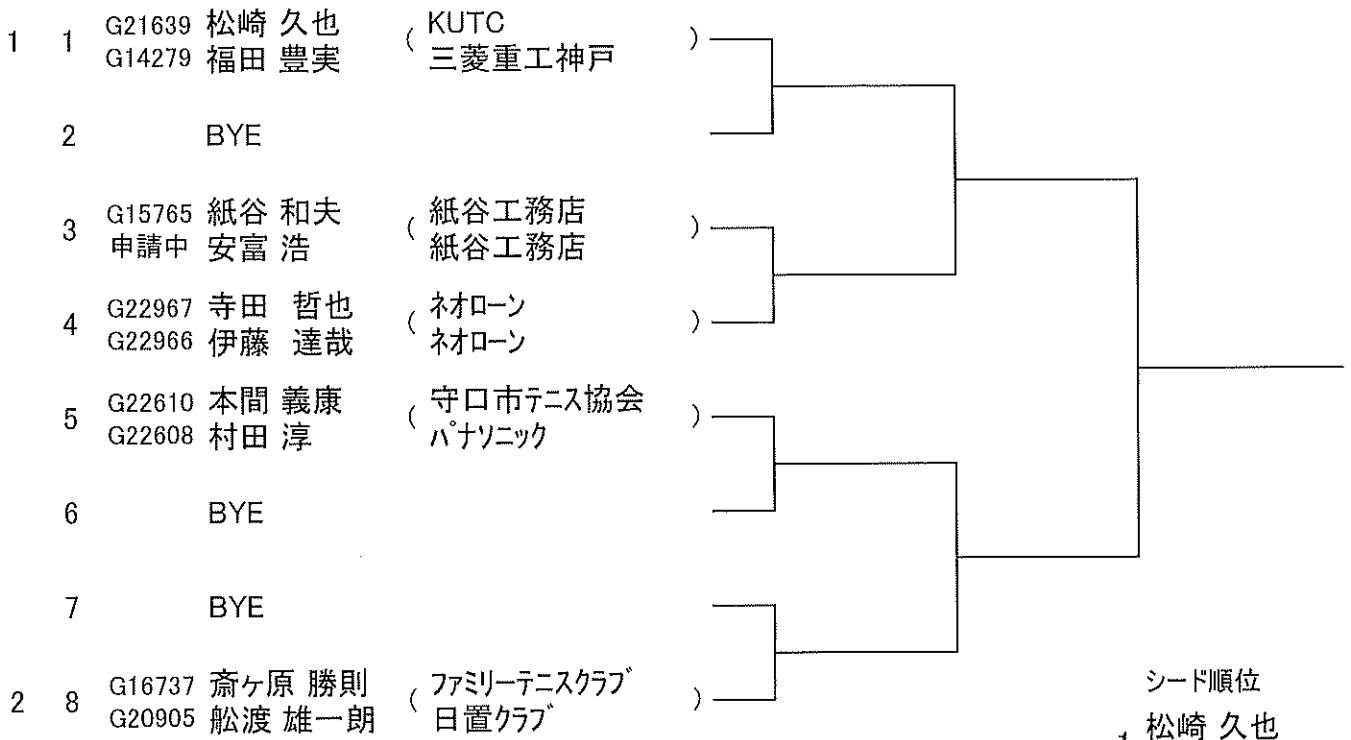 1 1 G21639 松崎 久也 ( KUTC )
G14279 福田 豊実 三菱重工神戸
2 BYE
3 G15765 紙谷 和夫 ( 紙谷工務店 )
申請中 安富 浩 紙谷工務店
4 G22967 寺田 哲也 ( ネオローン )
G22966 伊藤 達哉 ネオローン
5 G22610 本間 義康 ( 守口市テニス協会 )
G22608 村田 淳 パナソニック
6 BYE
7 BYE
2 8 G16737 斎ヶ原 勝則 ( ファミリーテニスクラブ )
G20905 舩渡 雄一朗 日置クラブ
シード順位
1 松崎 久也